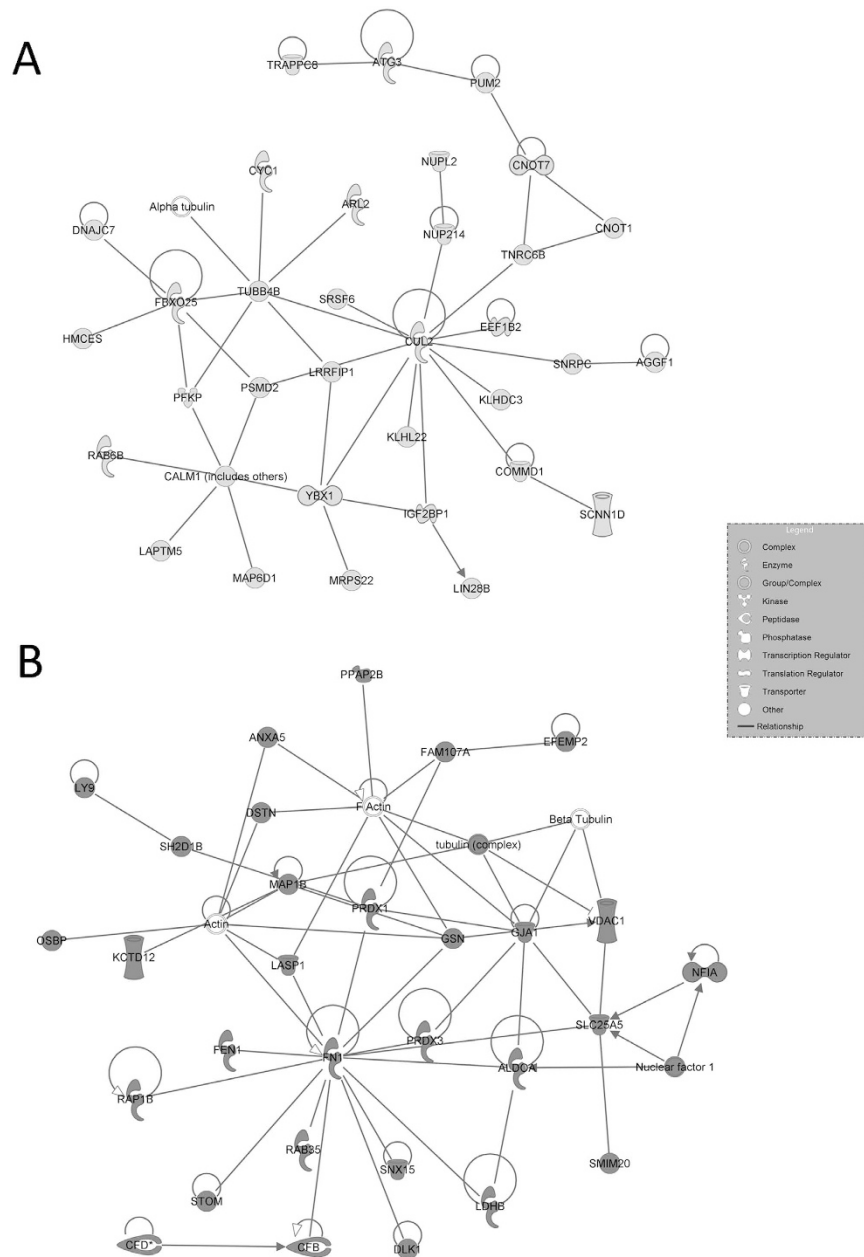 A
TRAPPC8
ATG3
PUM2
CNOT7
CYC1
NUPL2
Alpha tubulin
ARL2
DNAJC7
NUP214
CNOT1
TNRC6B
TUBB4B
FBXO25
SRSF6
EEF1B2
CUL2
HMCES
SNRPC
AGGF1
LRRFIP1
PSMD2
PFKP
KLHDC3
KLHL22
RAB6B
COMMD1
CALM1 (includes others)
YBX1
IGF2BP1
SCNN1D
LAPTM5
MAP6D1
MRPS22
LIN28B
Legend
Complex
Enzyme
Group/Complex
Kinase
Peptidase
Phosphatase
Transcription Regulator
Translation Regulator
Transporter
Other
Relationship
B
PPAP2B
ANXA5
FAM107A
EFEMP2
LY9
F Actin
DSTN
Beta Tubulin
SH2D1B
tubulin (complex)
MAP1B
PRDX1
Actin
VDAC1
OSBP
GSN
GJA1
KCTD12
LASP1
NFIA
SLC25A5
PRDX3
FEN1
FN1
ALDCA
Nuclear factor 1
RAP1B
RAB35
SNX15
SMIM20
STOM
LDHB
CFD*
CFB
DLK1